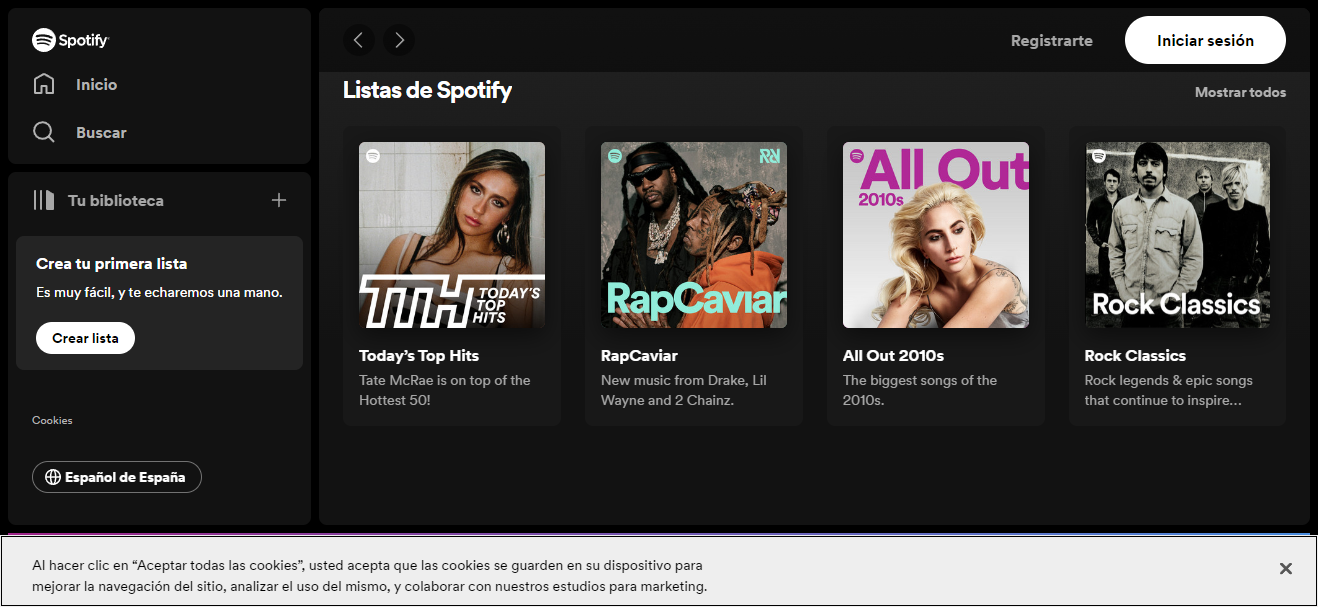 Spotify
Inicio
Buscar
Tu biblioteca
Crea tu primera lista
Es muy fácil, y te echaremos una mano.
Crear lista
Cookies
Español de España
Registrarte
Iniciar sesión
Listas de Spotify
Mostrar todos
TTH TODAY'S
TOP
HITS
Today's Top Hits
Tate McRae is on top of the
Hottest 50!
RapCaviar
RapCaviar
New music from Drake, Lil
Wayne and 2 Chainz.
All Out
2010s
All Out 2010s
The biggest songs of the
2010s.
Rock Classics
Rock Classics
Rock legends & epic songs
that continue to inspire...
Al hacer clic en “Aceptar todas las cookies”, usted acepta que las cookies se guarden en su dispositivo para
mejorar la navegación del sitio, analizar el uso del mismo, y colaborar con nuestros estudios para marketing.